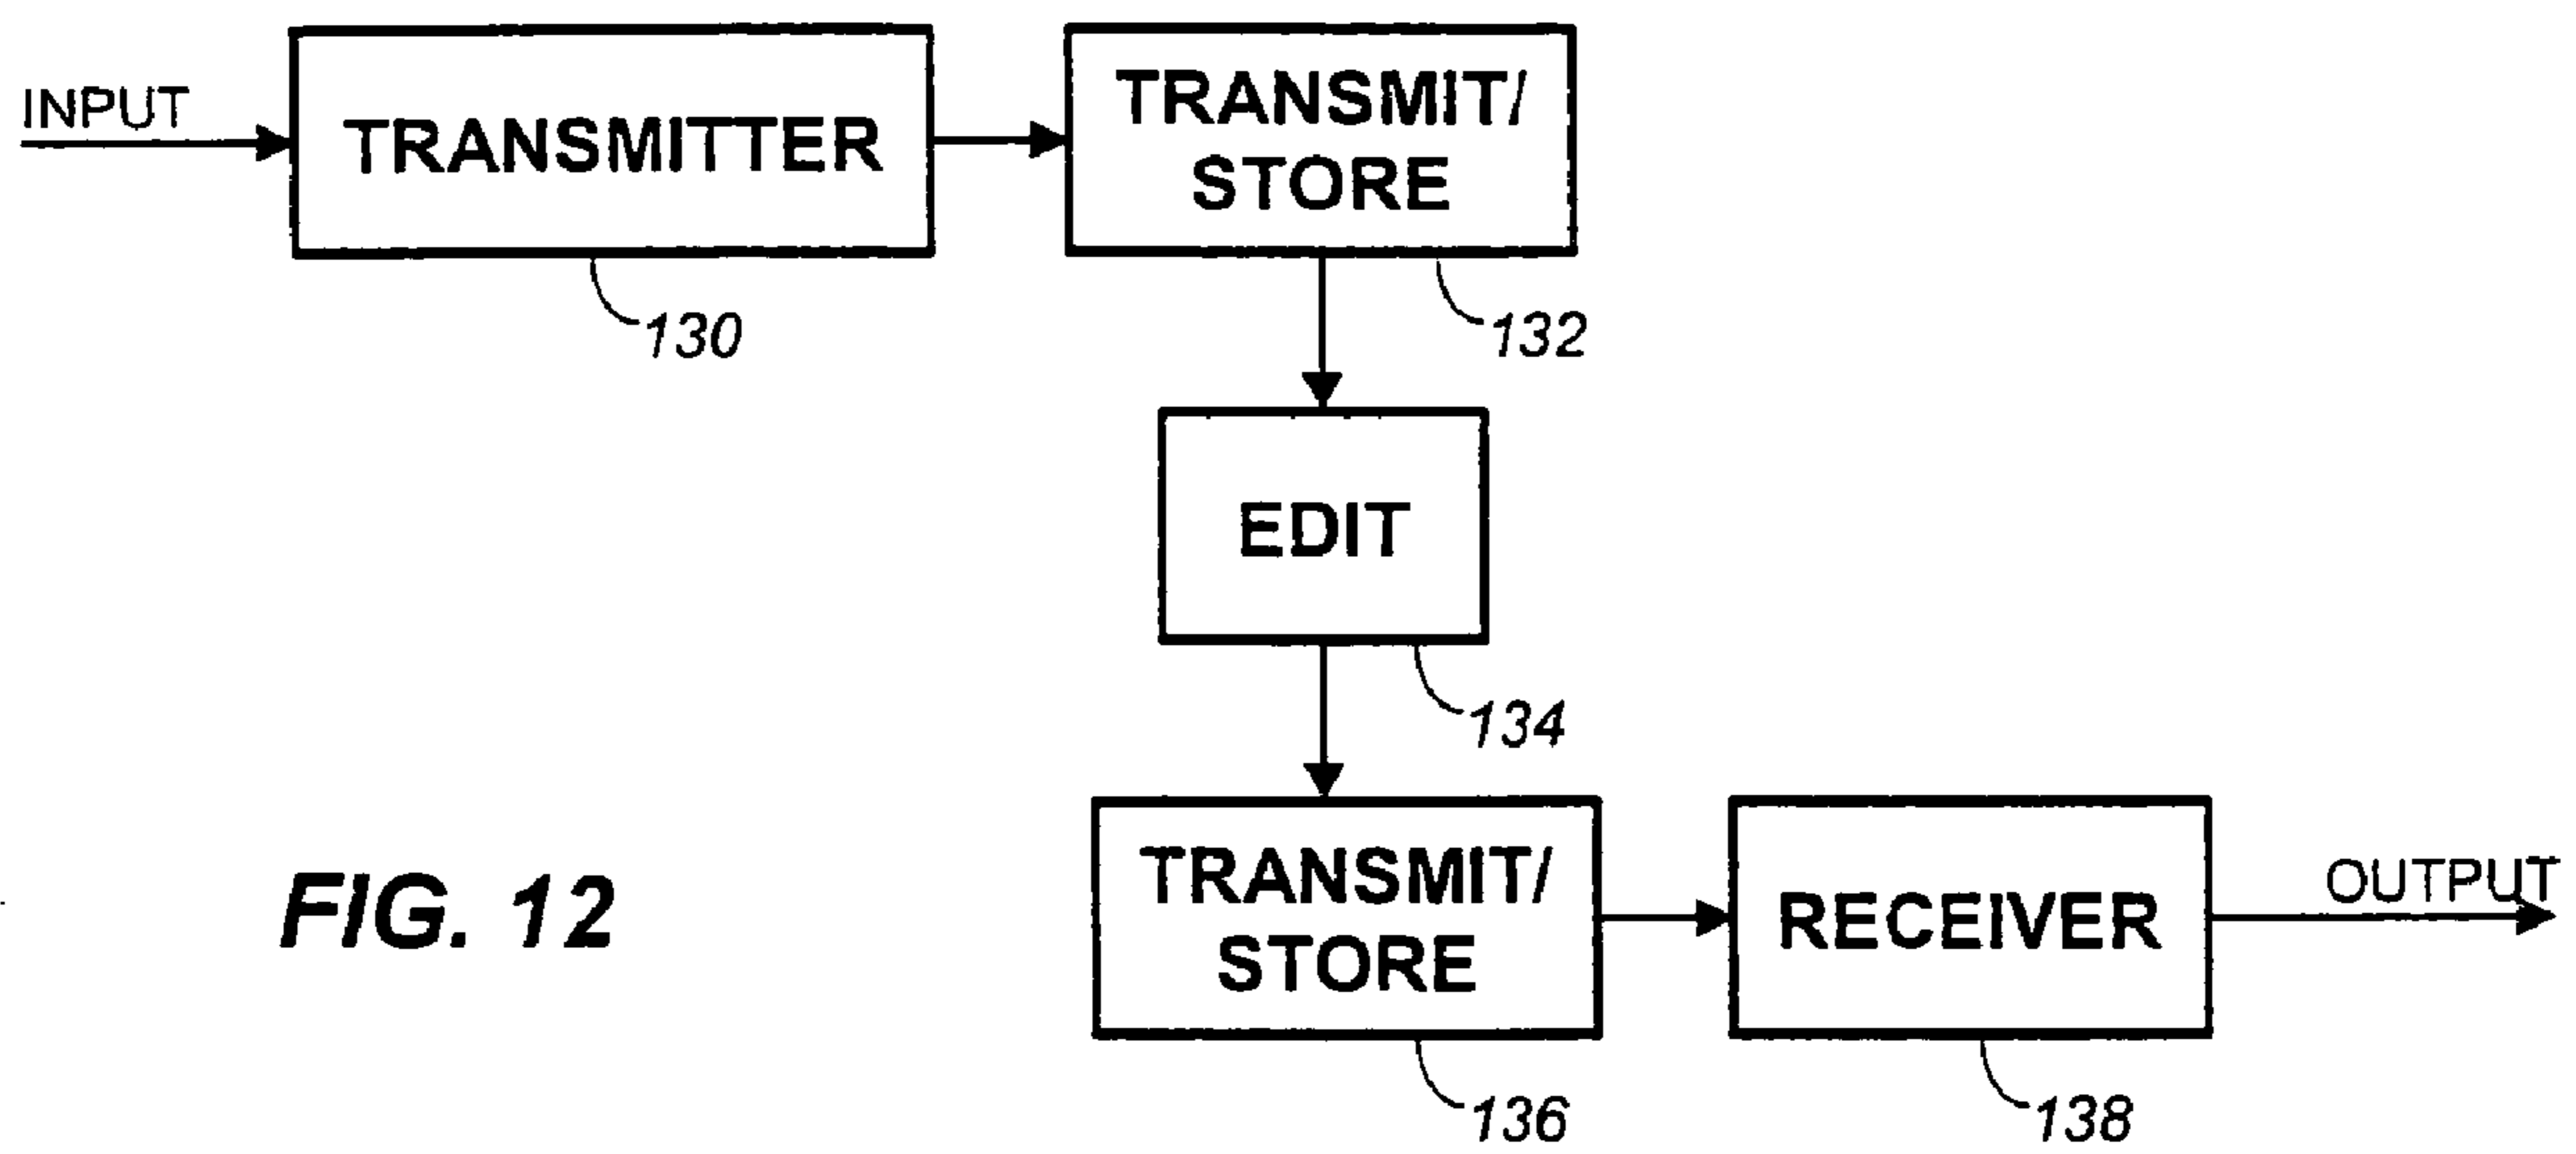 INPUT
TRANSMITTER
130
TRANSMIT/
STORE
132
EDIT
134
TRANSMIT/
STORE
136
RECEIVER
138
OUTPUT
FIG. 12